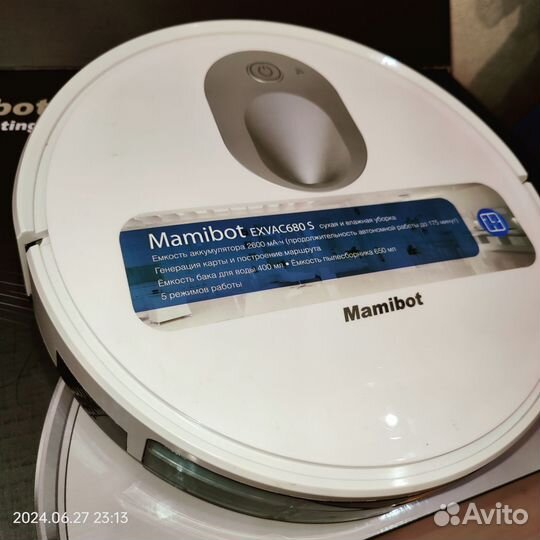 bot
ting
Mamibot EXVAC680 S сухая и влажная уборка
Емкость аккумулятора 2600 мА·ч (продолжительность автономной работы до 175 минут)
Генерация карты и построение маршрута
Емкость бака для воды 400 мл • Емкость пылесборника 650 мл
5 режимов работы
Mamibot
2024.06.27 23:13
Avito